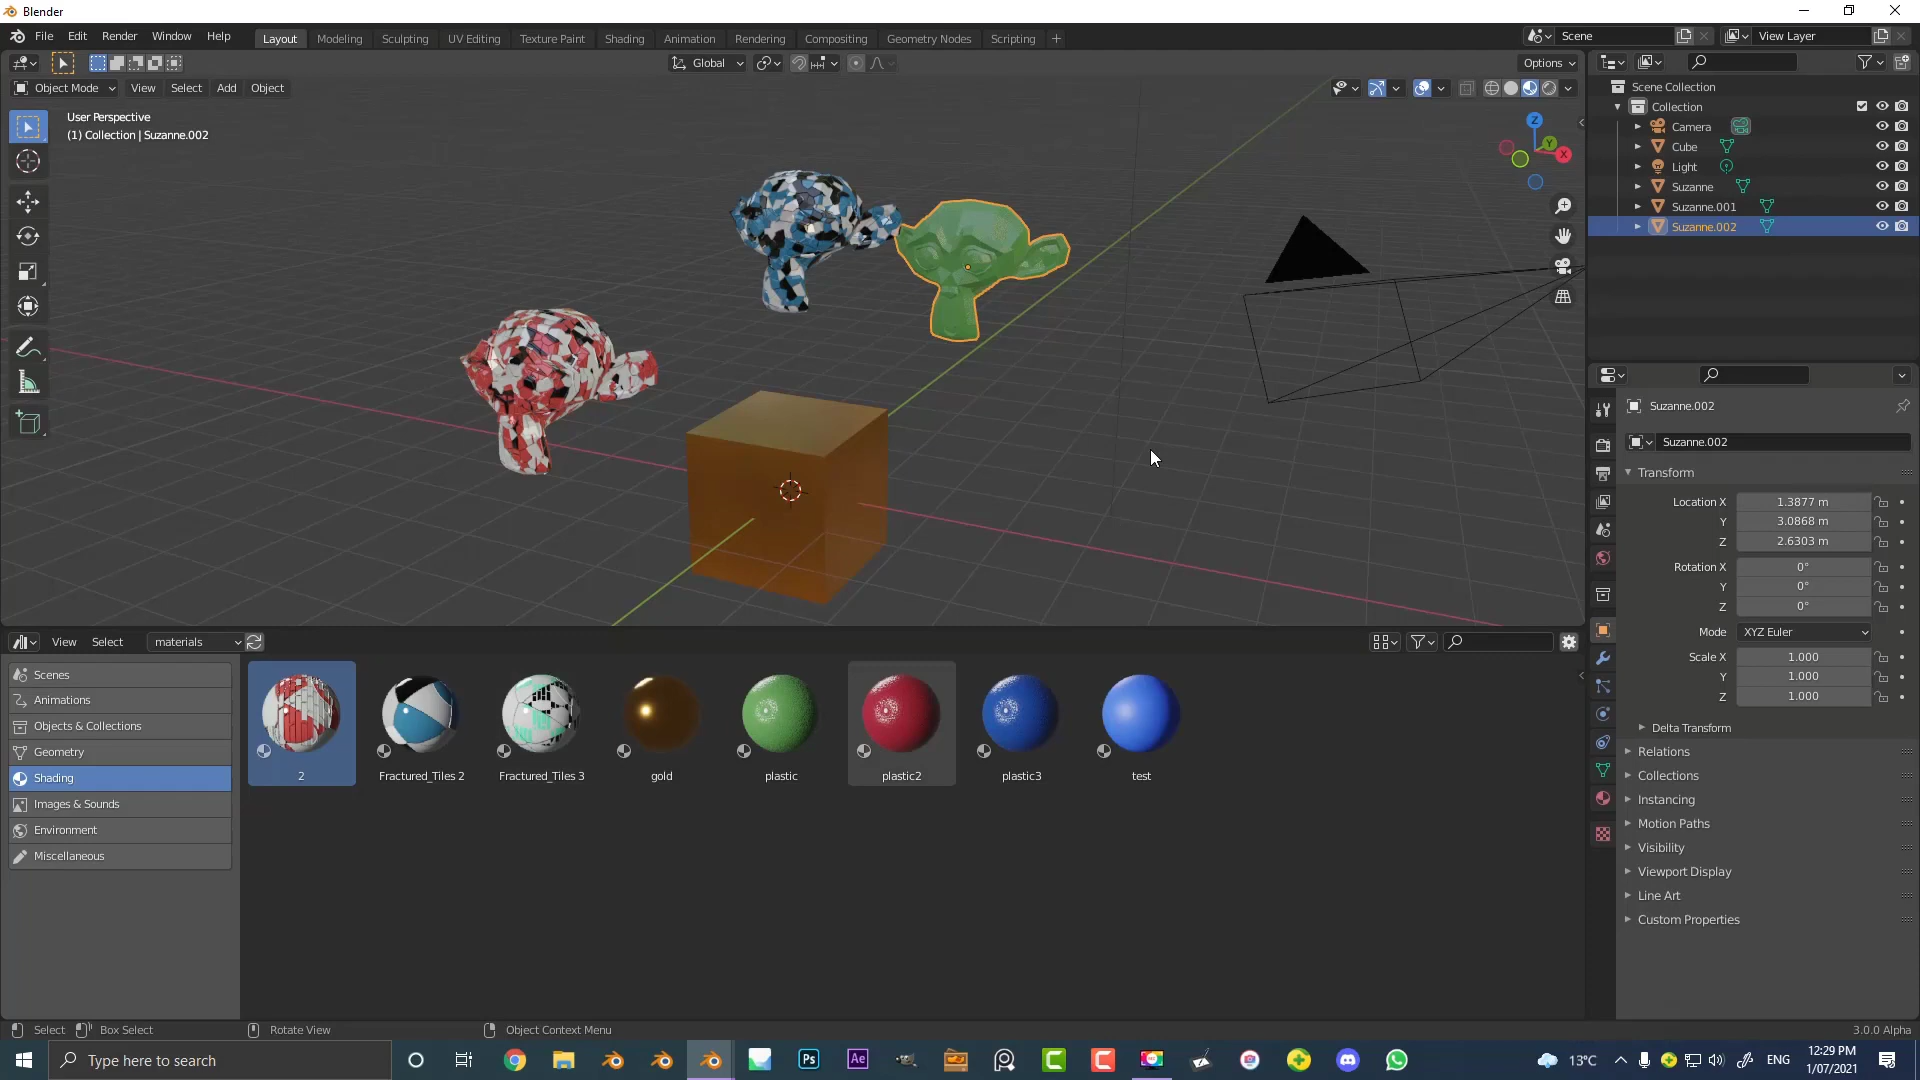 Blender
File Edit Render Window Help
Layout Modeling Sculpting UV Editing Texture Paint Shading Animation Rendering Compositing Geometry Nodes Scripting +
Scene
View Layer
Global
Options
Object Mode View Select Add Object
User Perspective
(1) Collection | Suzanne.002
Z
Y
X
Scene Collection
Collection
Camera
Cube
Light
Suzanne
Suzanne.001
Suzanne.002
Suzanne.002
Suzanne.002
Transform
Location X 1.3877 m
Y 3.0868 m
Z 2.6303 m
Rotation X 0°
Y 0°
Z 0°
Mode XYZ Euler
Scale X 1.000
Y 1.000
Z 1.000
Delta Transform
Relations
Collections
Instancing
Motion Paths
Visibility
Viewport Display
Line Art
Custom Properties
View Select materials
Scenes
Animations
Objects & Collections
Geometry
Shading
Images & Sounds
Environment
Miscellaneous
2
Fractured_Tiles 2
Fractured_Tiles 3
gold
plastic
plastic2
plastic3
test
Select Box Select Rotate View Object Context Menu
3.0.0 Alpha
Type here to search
Ps
Ae
13°C
ENG
12:29 PM
1/07/2021